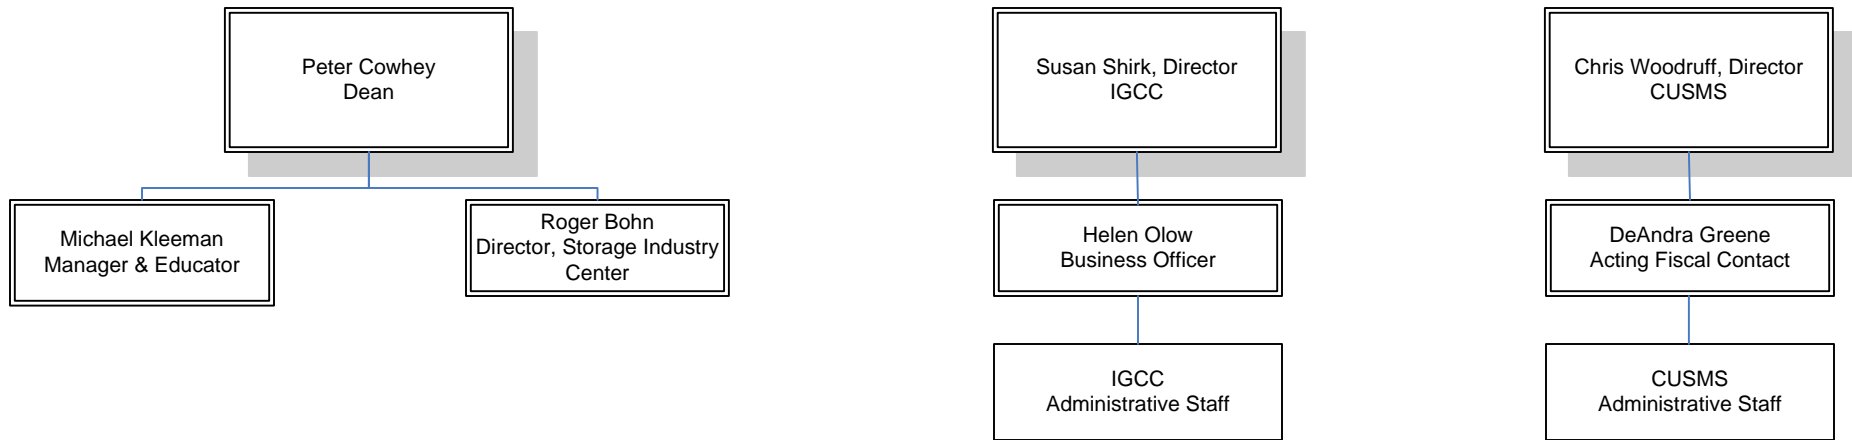 Peter Cowhey
Dean
Susan Shirk, Director
IGCC
Chris Woodruff, Director
CUSMS
Michael Kleeman
Manager & Educator
Roger Bohn
Director, Storage Industry
Center
Helen Olow
Business Officer
DeAndra Greene
Acting Fiscal Contact
IGCC
Administrative Staff
CUSMS
Administrative Staff